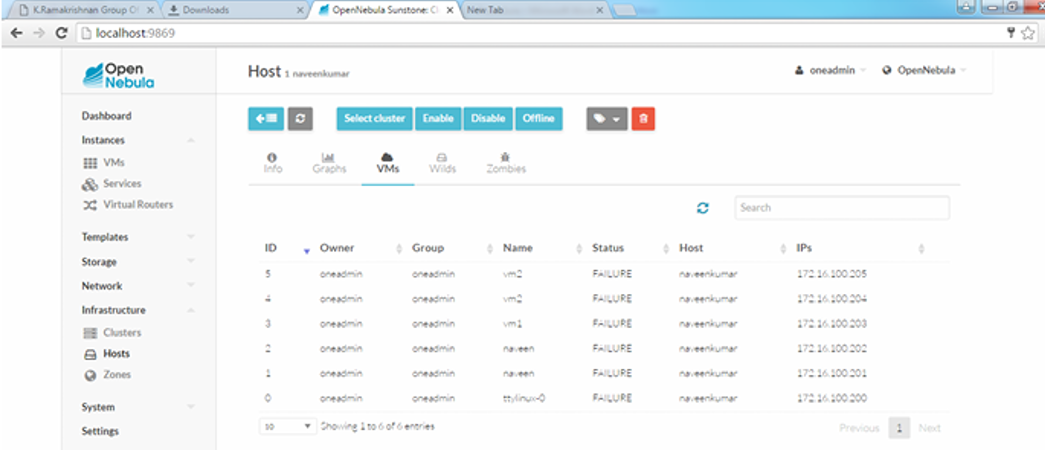 K.Ramakrishnan Group Of
Downloads
OpenNebula Sunstone: Cl
New Tab
localhost:9869
Open
Nebula
Host 1 naveenkumar
oneadmin
OpenNebula
Dashboard
Instances
VMs
Services
Virtual Routers
Templates
Storage
Network
Infrastructure
Clusters
Hosts
Zones
System
Settings
Select cluster Enable Disable Offline
Info Graphs VMs Wilds Zombies
Search
ID Owner Group Name Status Host IPs
5 oneadmin oneadmin vm2 FAILURE naveenkumar 172.16.100.205
4 oneadmin oneadmin vm2 FAILURE naveenkumar 172.16.100.204
3 oneadmin oneadmin vm1 FAILURE naveenkumar 172.16.100.203
2 oneadmin oneadmin naveen FAILURE naveenkumar 172.16.100.202
1 oneadmin oneadmin naveen FAILURE naveenkumar 172.16.100.201
0 oneadmin oneadmin ttylinux-0 FAILURE naveenkumar 172.16.100.200
10 Showing 1 to 6 of 6 entries
Previous 1 Next